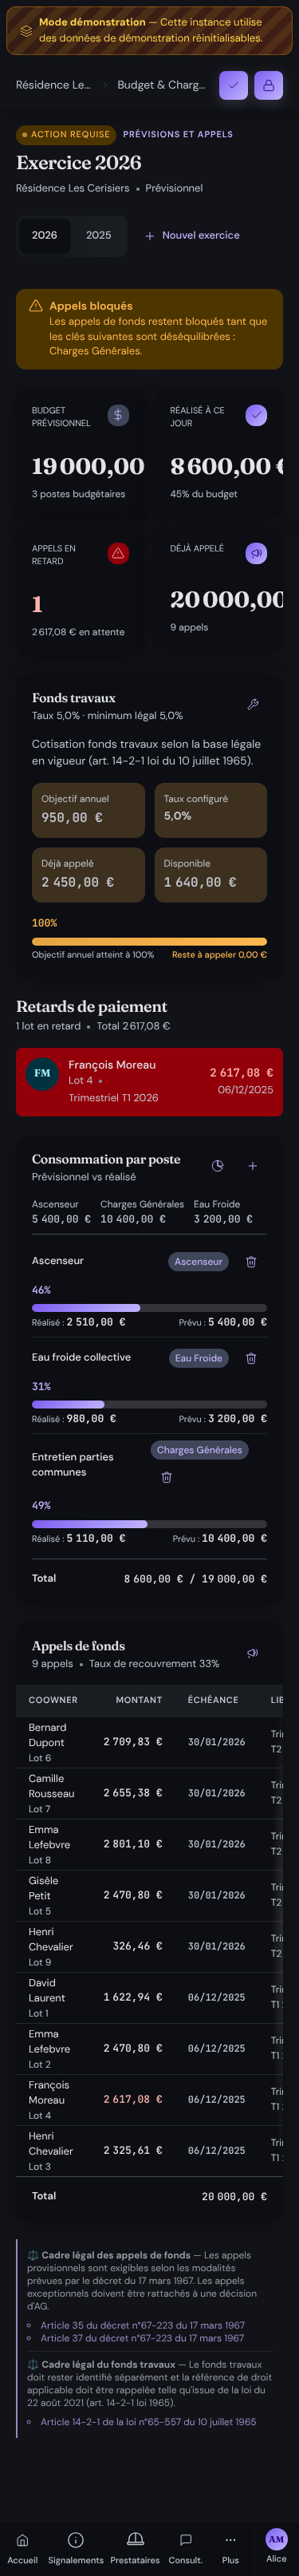 Mode démonstration — Cette instance utilise
des données de démonstration réinitialisables.
Résidence Le... › Budget & Charg...
ACTION REQUISE PRÉVISIONS ET APPELS
Exercice 2026
Résidence Les Cerisiers • Prévisionnel
2026 2025 + Nouvel exercice
Appels bloqués
Les appels de fonds restent bloqués tant que
les clés suivantes sont déséquilibrées :
Charges Générales.
BUDGET
PRÉVISIONNEL
19 000,00
3 postes budgétaires
RÉALISÉ À CE
JOUR
8 600,00 €
45% du budget
APPELS EN
RETARD
1
2 617,08 € en attente
DÉJÀ APPELÉ
20 000,00
9 appels
Fonds travaux
Taux 5,0% · minimum légal 5,0%
Cotisation fonds travaux selon la base légale
en vigueur (art. 14-2-1 loi du 10 juillet 1965).
Objectif annuel
950,00 €
Taux configuré
5,0%
Déjà appelé
2 450,00 €
Disponible
1 640,00 €
100%
Objectif annuel atteint à 100% Reste à appeler 0,00 €
Retards de paiement
1 lot en retard • Total 2 617,08 €
FM
François Moreau
Lot 4 •
Trimestriel T1 2026
2 617,08 €
06/12/2025
Consommation par poste
Prévisionnel vs réalisé
Ascenseur Charges Générales Eau Froide
5 400,00 € 10 400,00 € 3 200,00 €
Ascenseur Ascenseur
46%
Réalisé : 2 510,00 € Prévu : 5 400,00 €
Eau froide collective Eau Froide
31%
Réalisé : 980,00 € Prévu : 3 200,00 €
Entretien parties
communes
Charges Générales
49%
Réalisé : 5 110,00 € Prévu : 10 400,00 €
Total 8 600,00 € / 19 000,00 €
Appels de fonds
9 appels • Taux de recouvrement 33%
COOWNER MONTANT ÉCHÉANCE LIB
Bernard
Dupont
Lot 6
2 709,83 € 30/01/2026
Trin
T2
Camille
Rousseau
Lot 7
2 655,38 € 30/01/2026
Trin
T2
Emma
Lefebvre
Lot 8
2 801,10 € 30/01/2026
Trin
T2
Gisèle
Petit
Lot 5
2 470,80 € 30/01/2026
Trin
T2
Henri
Chevalier
Lot 9
326,46 € 30/01/2026
Trin
T2
David
Laurent
Lot 1
1 622,94 € 06/12/2025
Trin
T1
Emma
Lefebvre
Lot 2
2 470,80 € 06/12/2025
Trin
T1
François
Moreau
Lot 4
2 617,08 € 06/12/2025
Trin
T1
Henri
Chevalier
Lot 3
2 325,61 € 06/12/2025
Trin
T1
Total 20 000,00 €
Cadre légal des appels de fonds — Les appels
provisionnels sont exigibles selon les modalités
prévues par le décret du 17 mars 1967. Les appels
exceptionnels doivent être rattachés à une décision
d'AG.
Article 35 du décret n°67-223 du 17 mars 1967
Article 37 du décret n°67-223 du 17 mars 1967
Cadre légal du fonds travaux — Le fonds travaux
doit rester identifié séparément et la référence de droit
applicable doit être rappelée telle qu'issue de la loi du
22 août 2021 (art. 14-2-1 loi 1965).
Article 14-2-1 de la loi n°65-557 du 10 juillet 1965
Accueil Signalements Prestataires Consult. Plus
AM
Alice